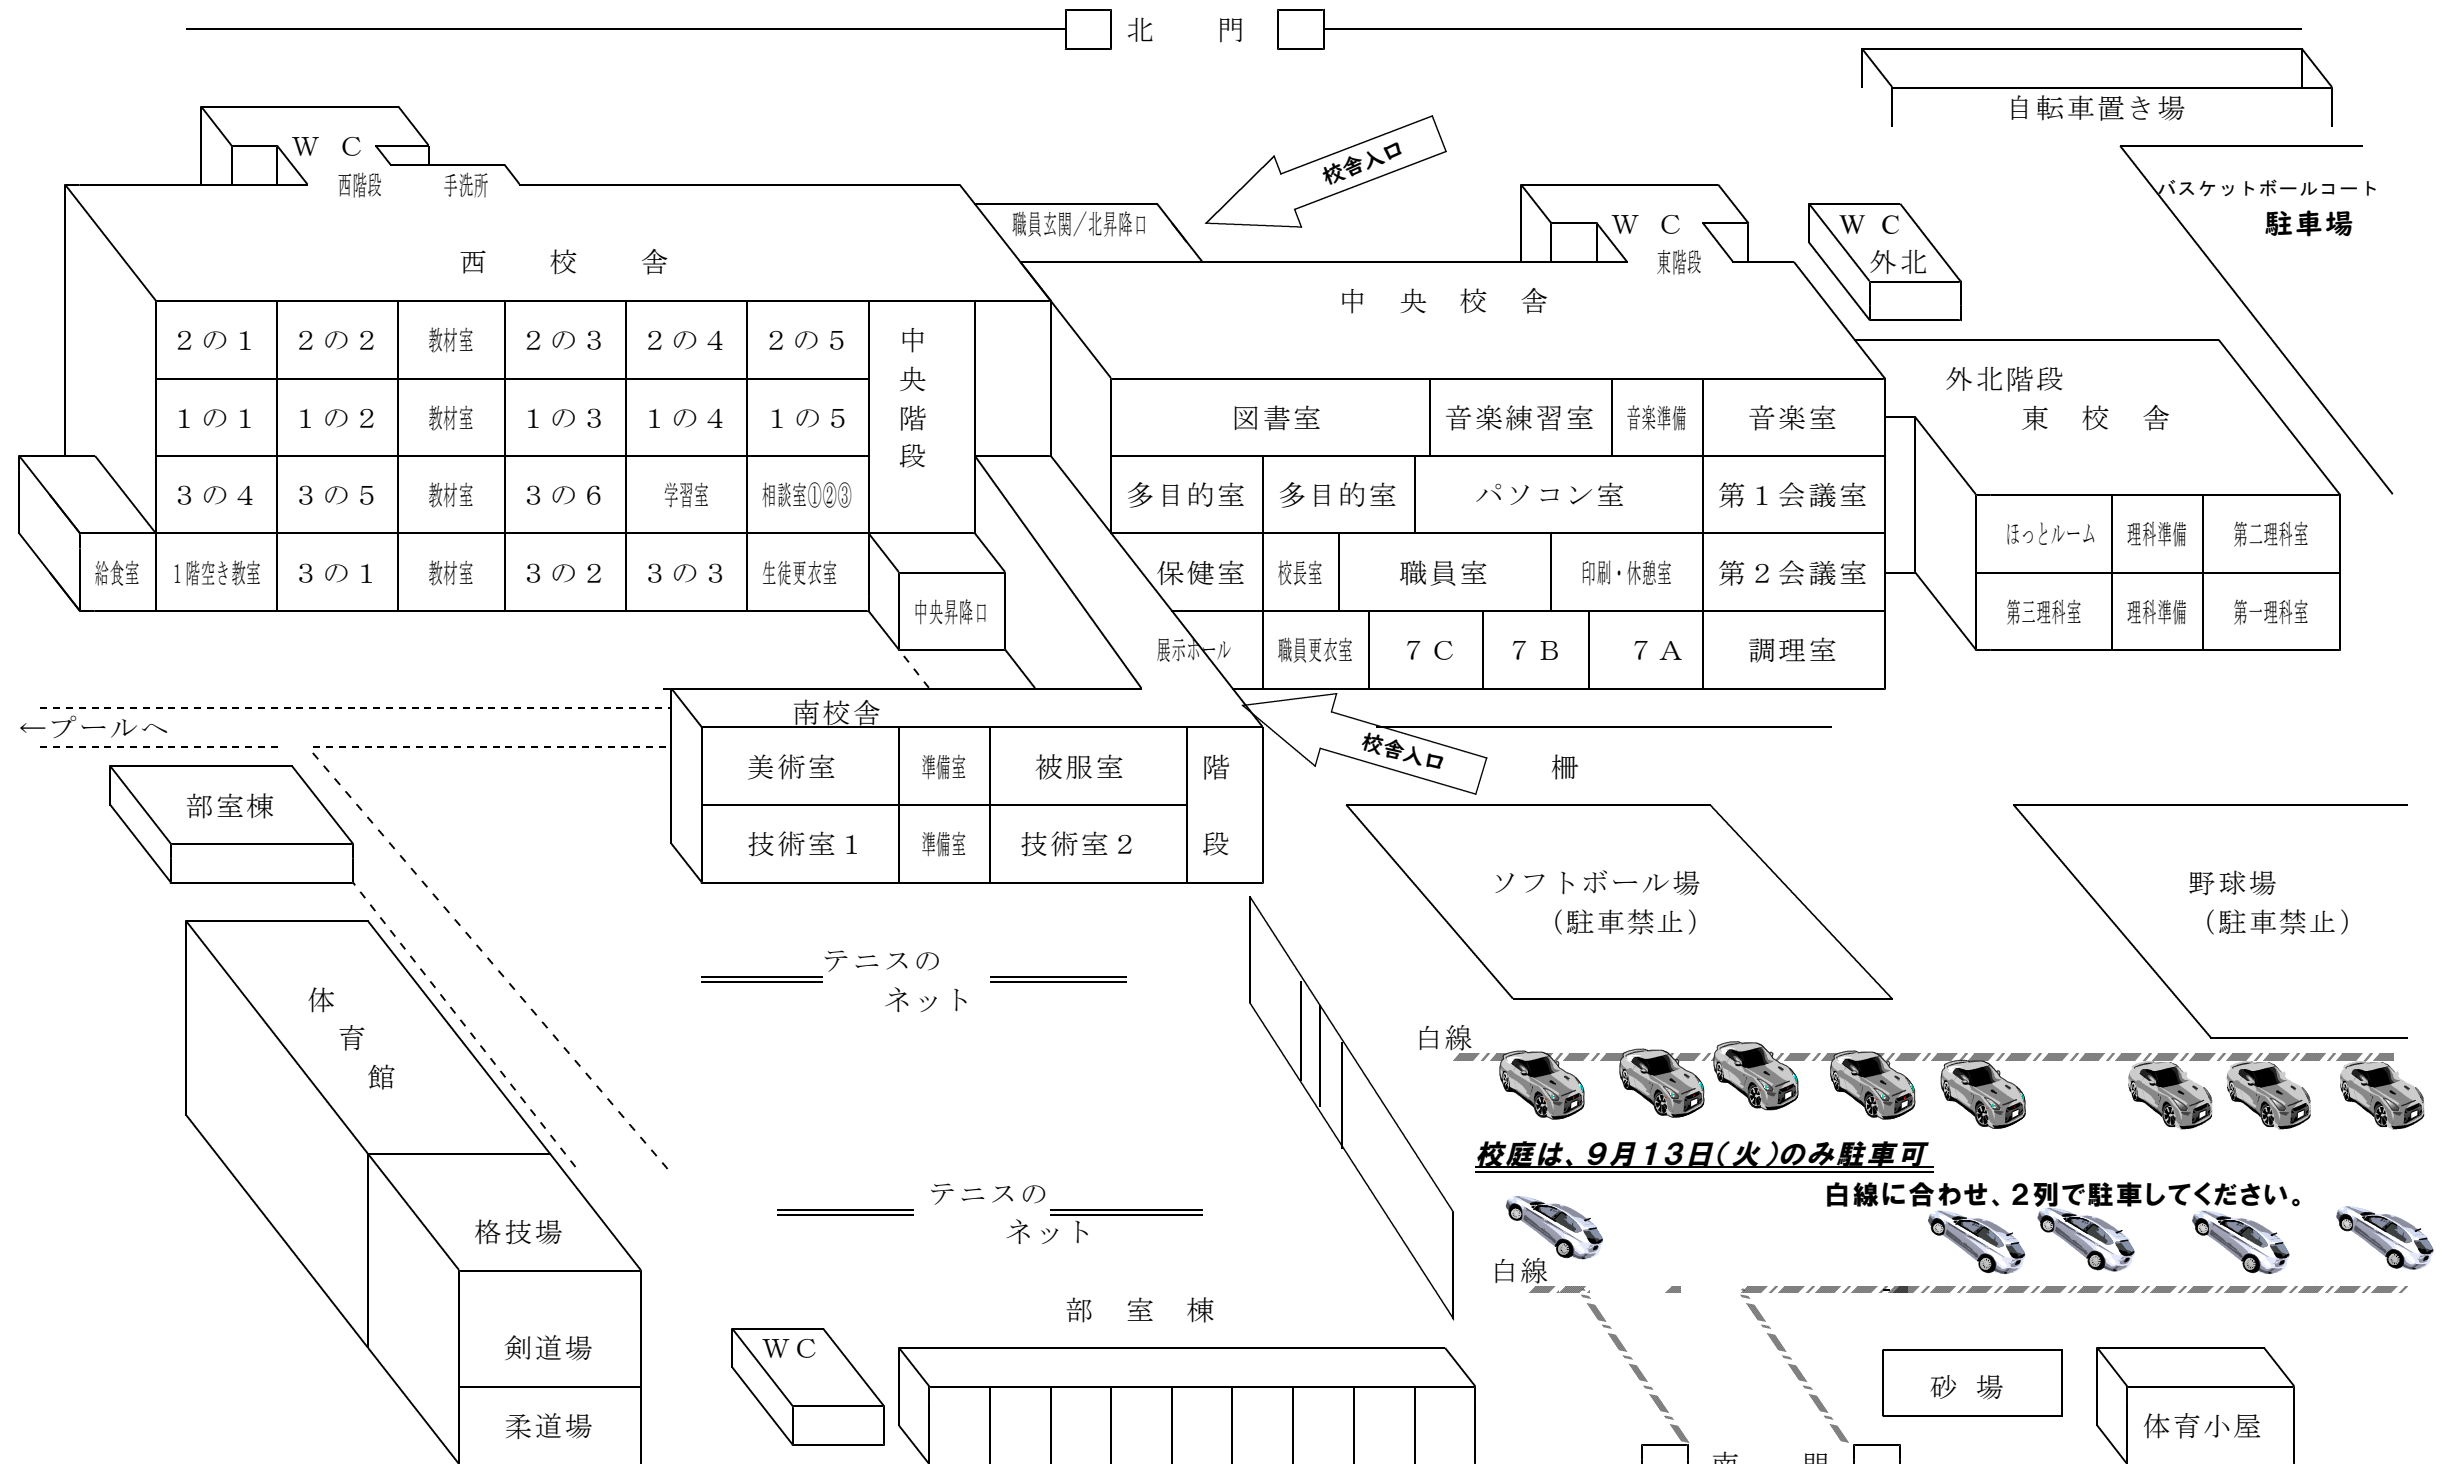 北　　門
自転車置き場
ＷＣ
西階段　手洗所
校舎入口
バスケットボールコート
駐車場
職員玄関／北昇降口
ＷＣ
東階段
ＷＣ
外北
西　校　舎
中　央　校　舎
２の１　２の２　教材室　２の３　２の４　２の５
１の１　１の２　教材室　１の３　１の４　１の５
３の４　３の５　教材室　３の６　学習室　相談室①②③
給食室　１階空き教室　３の１　教材室　３の２　３の３　生徒更衣室
中央階段
中央昇降口
図書室　音楽練習室　音楽準備　音楽室
多目的室　多目的室　パソコン室　第１会議室
保健室　校長室　職員室　印刷・休憩室　第２会議室
展示ホール　職員更衣室　７Ｃ　７Ｂ　７Ａ　調理室
外北階段
東　校　舎
ほっとルーム　理科準備　第二理科室
第三理科室　理科準備　第一理科室
←プールへ
南校舎
美術室　準備室　被服室
技術室１　準備室　技術室２
階段
校舎入口
柵
部室棟
ソフトボール場
（駐車禁止）
野球場
（駐車禁止）
体育館
テニスの
ネット
白線
校庭は、９月１３日（火）のみ駐車可
白線に合わせ、２列で駐車してください。
テニスの
ネット
白線
格技場
剣道場
柔道場
部　室　棟
ＷＣ
砂　場
体育小屋
南　　門